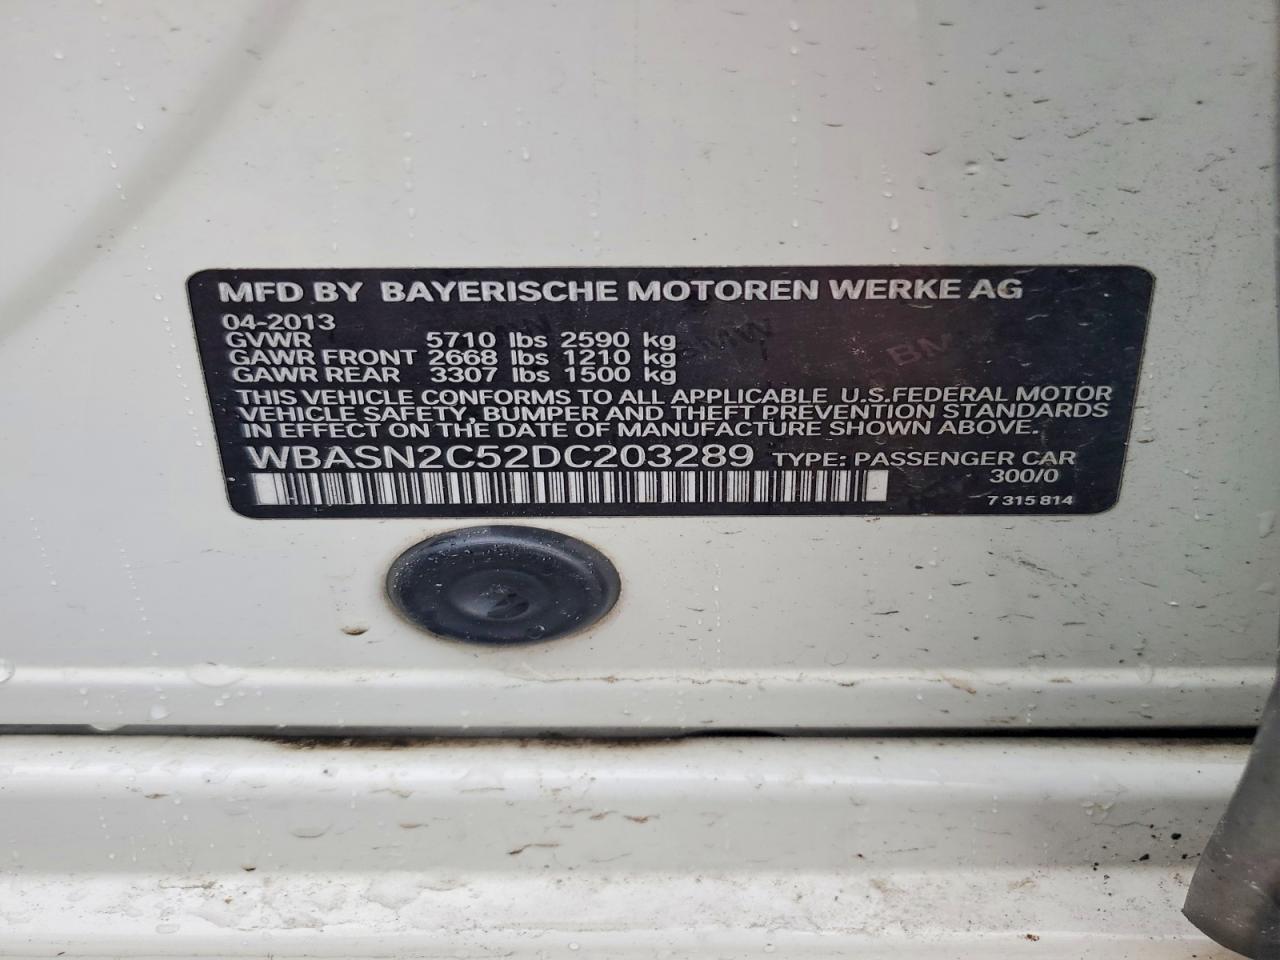 MFD BY BAYERISCHE MOTOREN WERKE AG
04-2013
GVWR 5710 lbs 2590 kg
GAWR FRONT 2668 lbs 1210 kg
GAWR REAR 3307 lbs 1500 kg
THIS VEHICLE CONFORMS TO ALL APPLICABLE U.S.FEDERAL MOTOR
VEHICLE SAFETY, BUMPER AND THEFT PREVENTION STANDARDS
IN EFFECT ON THE DATE OF MANUFACTURE SHOWN ABOVE.
WBASN2C52DC203289 TYPE: PASSENGER CAR
300/0
7 315 814